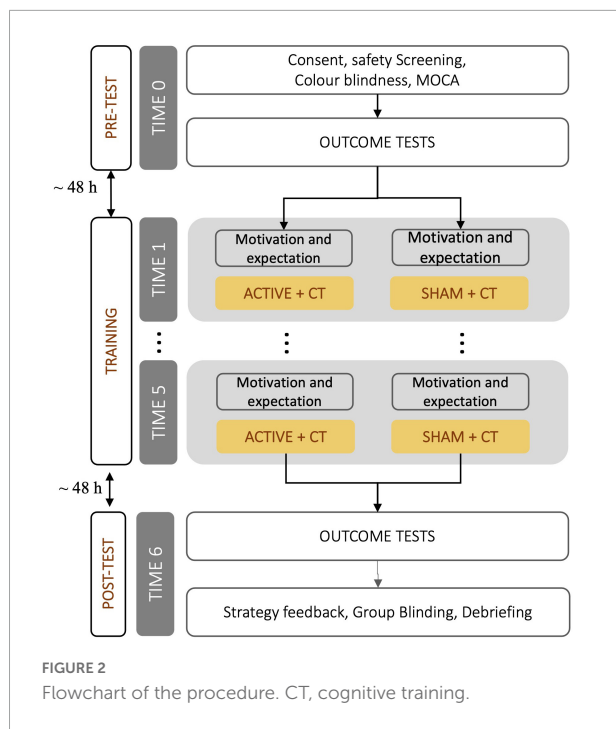 PRE-TEST
TIME 0
Consent, safety Screening,
Colour blindness, MOCA
OUTCOME TESTS
~ 48 h
TRAINING
TIME 1
Motivation and
expectation
ACTIVE + CT
Motivation and
expectation
SHAM + CT
TIME 5
Motivation and
expectation
ACTIVE + CT
Motivation and
expectation
SHAM + CT
~ 48 h
POST-TEST
TIME 6
OUTCOME TESTS
Strategy feedback, Group Blinding, Debriefing
FIGURE 2
Flowchart of the procedure. CT, cognitive training.